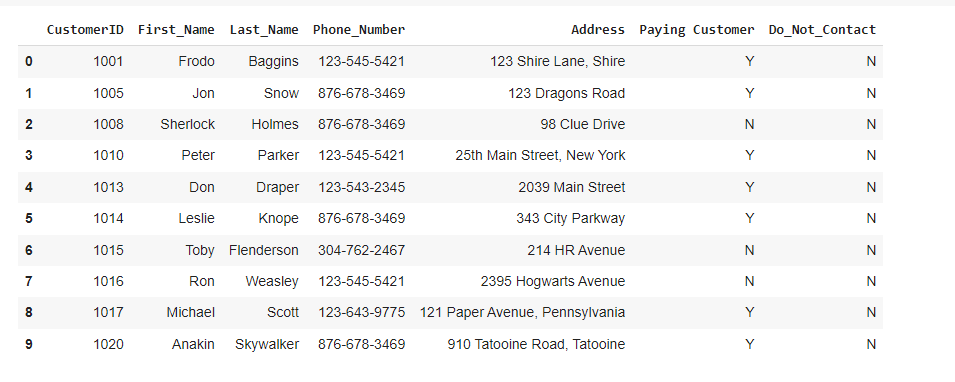 CustomerID First_Name Last_Name Phone_Number Address Paying Customer Do_Not_Contact
0 1001 Frodo Baggins 123-545-5421 123 Shire Lane, Shire Y N
1 1005 Jon Snow 876-678-3469 123 Dragons Road Y N
2 1008 Sherlock Holmes 876-678-3469 98 Clue Drive N N
3 1010 Peter Parker 123-545-5421 25th Main Street, New York Y N
4 1013 Don Draper 123-543-2345 2039 Main Street Y N
5 1014 Leslie Knope 876-678-3469 343 City Parkway Y N
6 1015 Toby Flenderson 304-762-2467 214 HR Avenue N N
7 1016 Ron Weasley 123-545-5421 2395 Hogwarts Avenue N N
8 1017 Michael Scott 123-643-9775 121 Paper Avenue, Pennsylvania Y N
9 1020 Anakin Skywalker 876-678-3469 910 Tatooine Road, Tatooine Y N